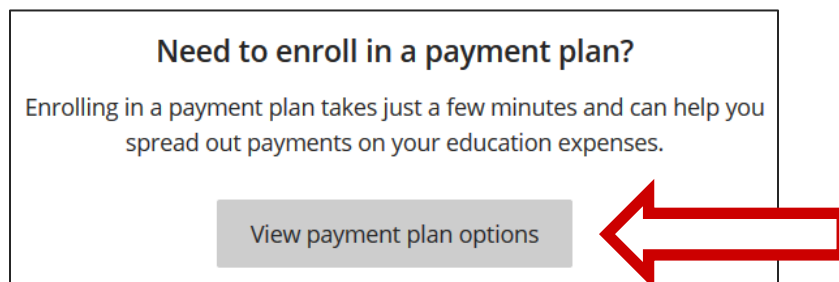 Need to enroll in a payment plan?
Enrolling in a payment plan takes just a few minutes and can help you
spread out payments on your education expenses.
View payment plan options